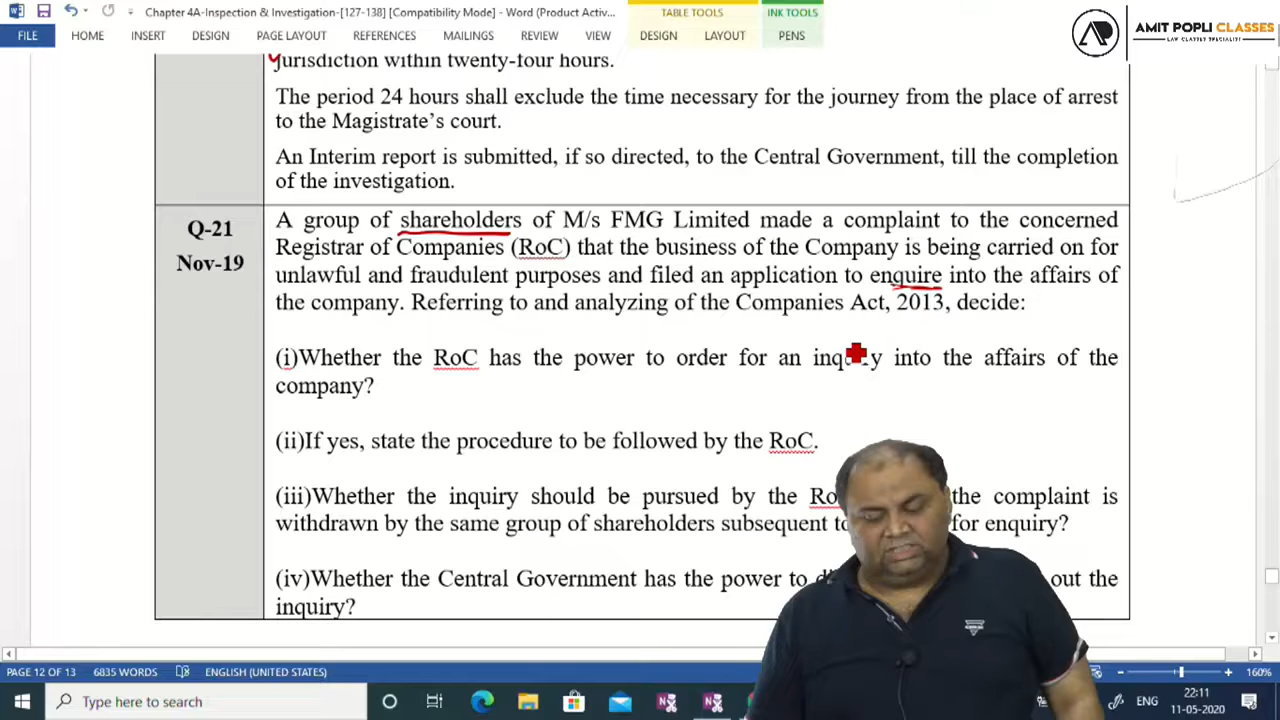 Chapter 4A-Inspection & Investigation-[127-138] [Compatibility Mode] - Word (Product Activ...
TABLE TOOLS
INK TOOLS
FILE HOME INSERT DESIGN PAGE LAYOUT REFERENCES MAILINGS REVIEW VIEW DESIGN LAYOUT PENS
AMIT POPLI CLASSES
LAW CLASSES SPECIALIST
jurisdiction within twenty-four hours.
The period 24 hours shall exclude the time necessary for the journey from the place of arrest
to the Magistrate's court.
An Interim report is submitted, if so directed, to the Central Government, till the completion
of the investigation.
Q-21
Nov-19
A group of shareholders of M/s FMG Limited made a complaint to the concerned
Registrar of Companies (RoC) that the business of the Company is being carried on for
unlawful and fraudulent purposes and filed an application to enquire into the affairs of
the company. Referring to and analyzing of the Companies Act, 2013, decide:
(i)Whether the RoC has the power to order for an inquiry into the affairs of the
company?
(ii)If yes, state the procedure to be followed by the RoC.
(iii)Whether the inquiry should be pursued by the the complaint is
withdrawn by the same group of shareholders subsequent for enquiry?
(iv)Whether the Central Government has the power to out the
inquiry?
PAGE 12 OF 13 6835 WORDS ENGLISH (UNITED STATES) 160%
Type here to search
ENG
22:11
11-05-2020